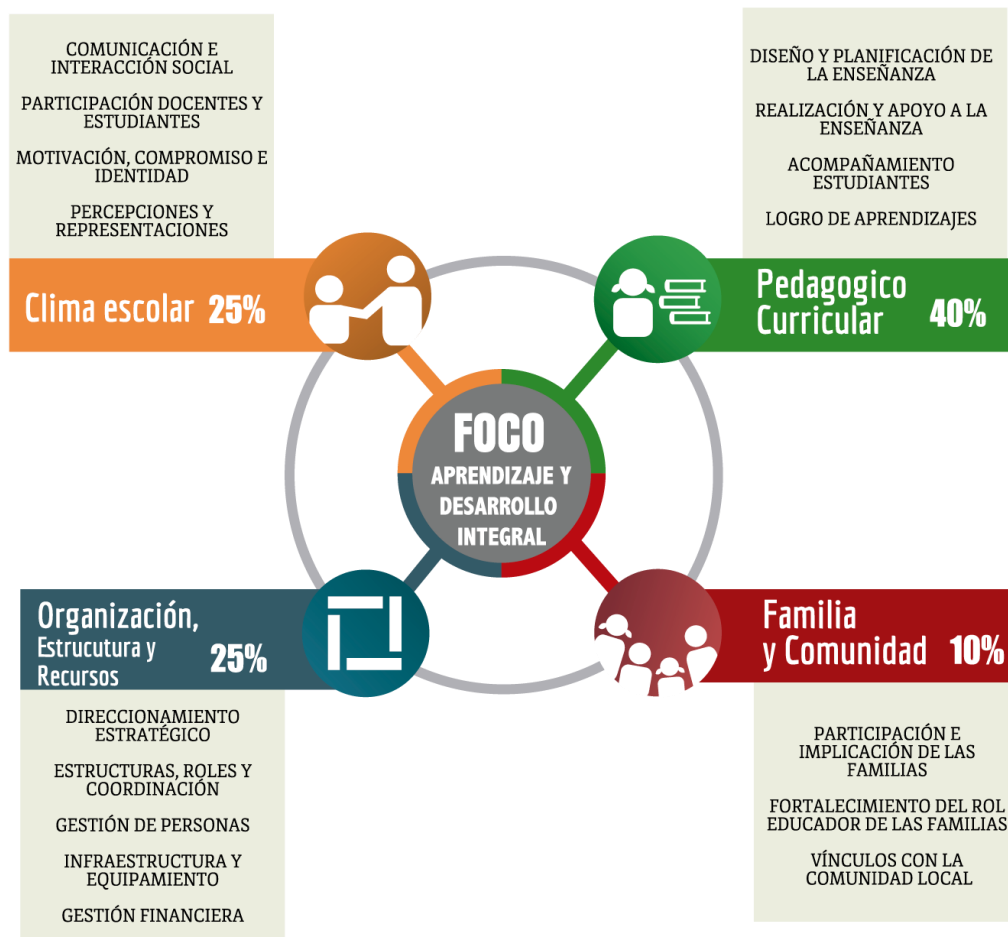 COMUNICACIÓN E
INTERACCIÓN SOCIAL
PARTICIPACIÓN DOCENTES Y
ESTUDIANTES
MOTIVACIÓN, COMPROMISO E
IDENTIDAD
PERCEPCIONES Y
REPRESENTACIONES
Clima escolar 25%
DISEÑO Y PLANIFICACIÓN DE
LA ENSEÑANZA
REALIZACIÓN Y APOYO A LA
ENSEÑANZA
ACOMPAÑAMIENTO
ESTUDIANTES
LOGRO DE APRENDIZAJES
Pedagogico
Curricular 40%
FOCO
APRENDIZAJE Y
DESARROLLO
INTEGRAL
Organización,
Estrucutura y
Recursos 25%
DIRECCIONAMIENTO
ESTRATÉGICO
ESTRUCTURAS, ROLES Y
COORDINACIÓN
GESTIÓN DE PERSONAS
INFRAESTRUCTURA Y
EQUIPAMIENTO
GESTIÓN FINANCIERA
Familia
y Comunidad 10%
PARTICIPACIÓN E
IMPLICACIÓN DE LAS
FAMILIAS
FORTALECIMIENTO DEL ROL
EDUCADOR DE LAS FAMILIAS
VÍNCULOS CON LA
COMUNIDAD LOCAL